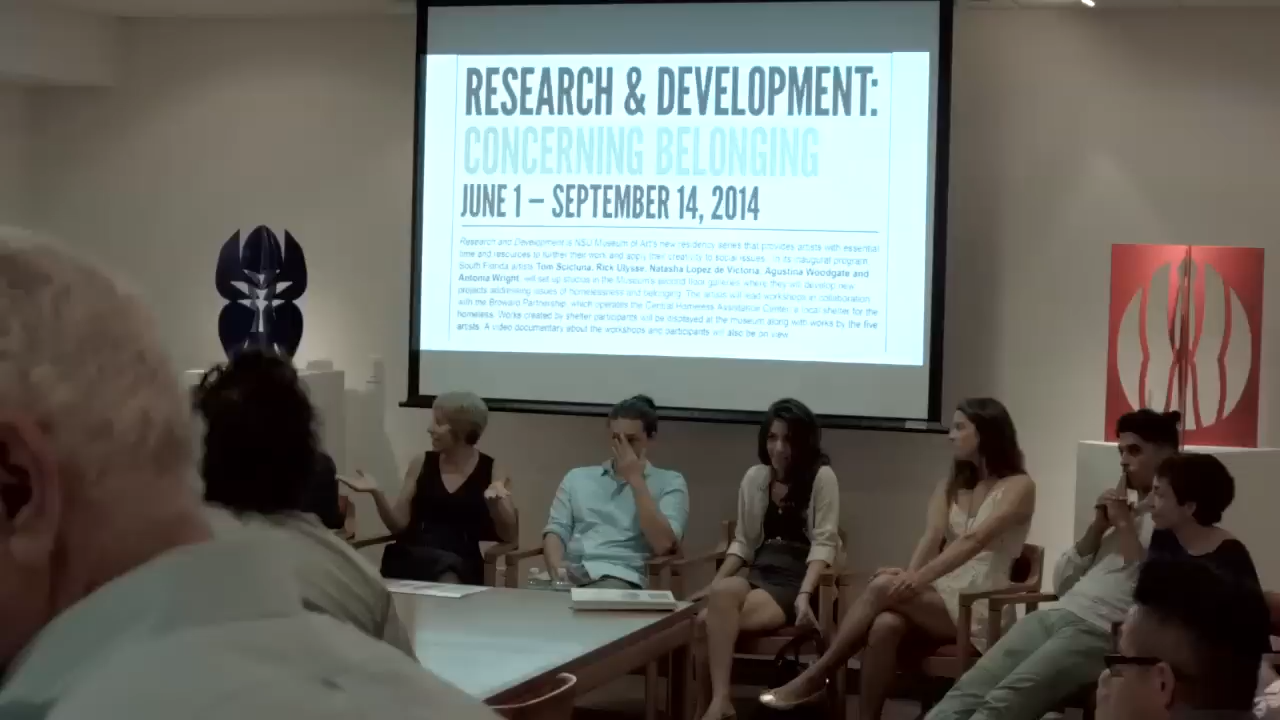 RESEARCH & DEVELOPMENT:
CONCERNING BELONGING
JUNE 1 – SEPTEMBER 14, 2014
Research and Development is NSU Museum of Art's new residency series that provides artists with essential
time and resources to further their work and apply their creativity to social issues. In its inaugural program,
South Florida artists Tom Scicluna, Rick Ulysse, Natasha Lopez de Victoria, Agustina Woodgate and
Antonia Wright, will set up studios in the Museum's second floor galleries where they will develop new
projects addressing issues of homelessness and belonging. The artists will lead workshops in collaboration
with the Broward Partnership, which operates the Central Homeless Assistance Center, a local shelter for the
homeless. Works created by shelter participants will be displayed at the museum along with works by the five
artists. A video documentary about the workshops and participants will also be on view.